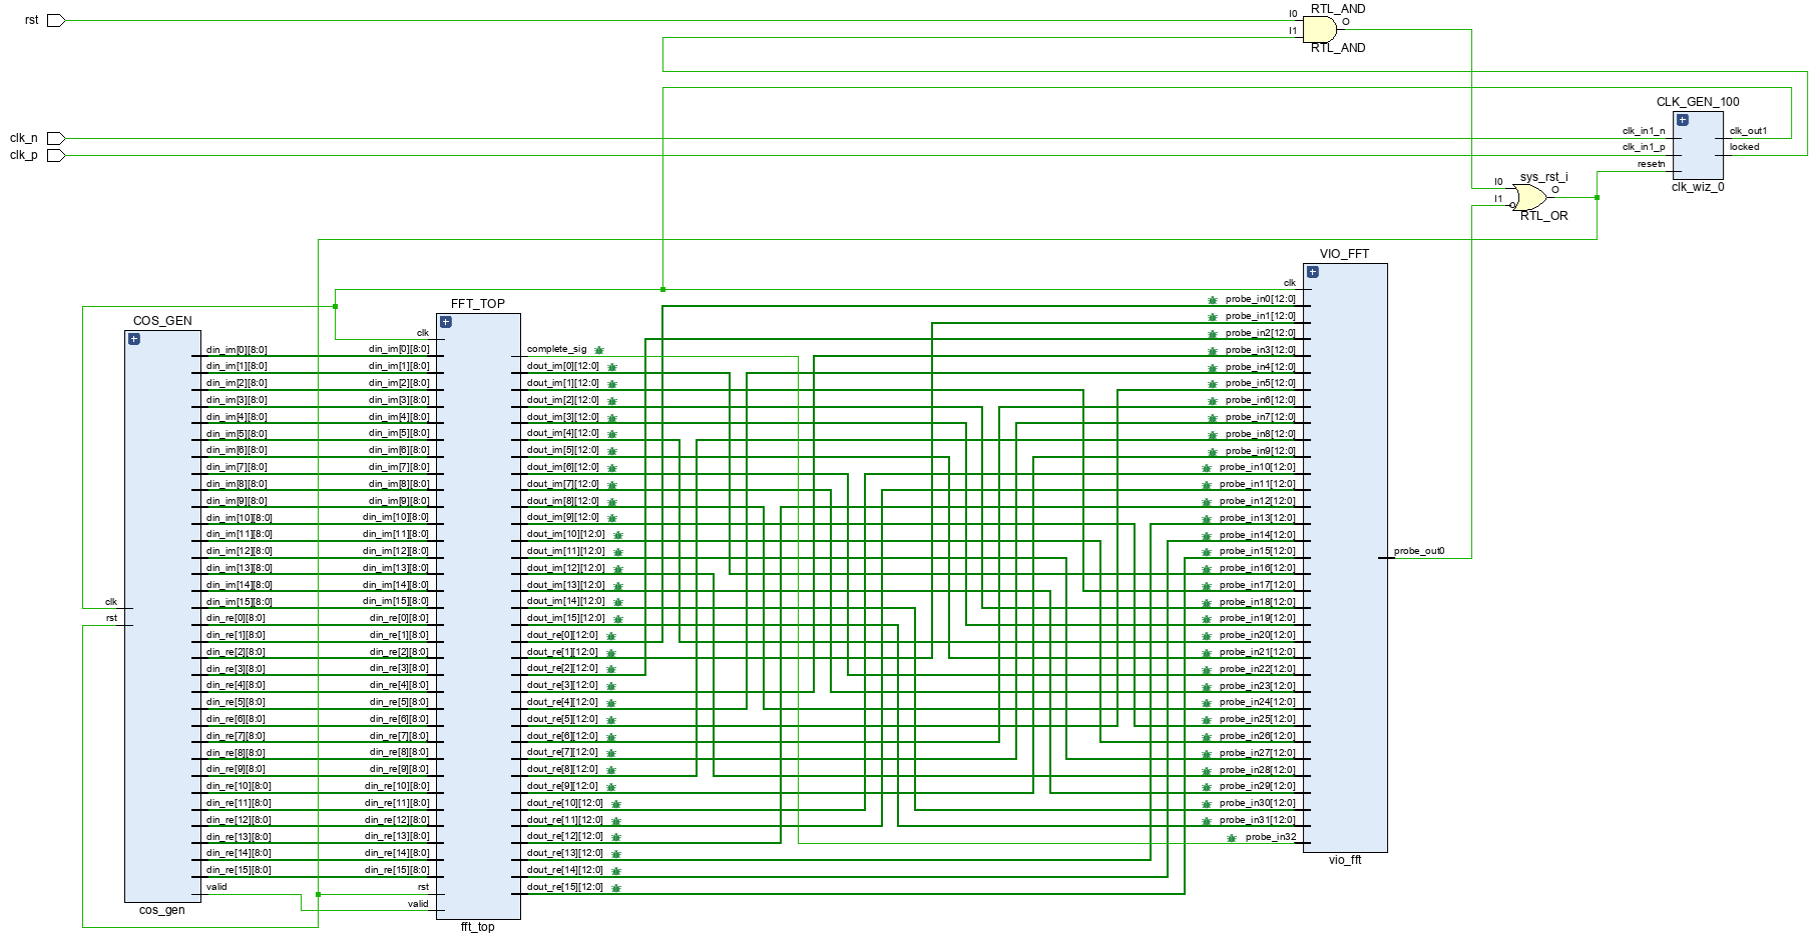 rst
I0
I1
RTL_AND
O
RTL_AND
clk_n
clk_p
CLK_GEN_100
clk_in1_n
clk_in1_p
resetn
clk_out1
locked
clk_wiz_0
I0
I1
sys_rst_i
O
RTL_OR
COS_GEN
clk
rst
din_im[0][8:0]
din_im[1][8:0]
din_im[2][8:0]
din_im[3][8:0]
din_im[4][8:0]
din_im[5][8:0]
din_im[6][8:0]
din_im[7][8:0]
din_im[8][8:0]
din_im[9][8:0]
din_im[10][8:0]
din_im[11][8:0]
din_im[12][8:0]
din_im[13][8:0]
din_im[14][8:0]
din_im[15][8:0]
din_re[0][8:0]
din_re[1][8:0]
din_re[2][8:0]
din_re[3][8:0]
din_re[4][8:0]
din_re[5][8:0]
din_re[6][8:0]
din_re[7][8:0]
din_re[8][8:0]
din_re[9][8:0]
din_re[10][8:0]
din_re[11][8:0]
din_re[12][8:0]
din_re[13][8:0]
din_re[14][8:0]
din_re[15][8:0]
valid
cos_gen
FFT_TOP
clk
din_im[0][8:0]
din_im[1][8:0]
din_im[2][8:0]
din_im[3][8:0]
din_im[4][8:0]
din_im[5][8:0]
din_im[6][8:0]
din_im[7][8:0]
din_im[8][8:0]
din_im[9][8:0]
din_im[10][8:0]
din_im[11][8:0]
din_im[12][8:0]
din_im[13][8:0]
din_im[14][8:0]
din_im[15][8:0]
din_re[0][8:0]
din_re[1][8:0]
din_re[2][8:0]
din_re[3][8:0]
din_re[4][8:0]
din_re[5][8:0]
din_re[6][8:0]
din_re[7][8:0]
din_re[8][8:0]
din_re[9][8:0]
din_re[10][8:0]
din_re[11][8:0]
din_re[12][8:0]
din_re[13][8:0]
din_re[14][8:0]
din_re[15][8:0]
rst
valid
complete_sig
dout_im[0][12:0]
dout_im[1][12:0]
dout_im[2][12:0]
dout_im[3][12:0]
dout_im[4][12:0]
dout_im[5][12:0]
dout_im[6][12:0]
dout_im[7][12:0]
dout_im[8][12:0]
dout_im[9][12:0]
dout_im[10][12:0]
dout_im[11][12:0]
dout_im[12][12:0]
dout_im[13][12:0]
dout_im[14][12:0]
dout_im[15][12:0]
dout_re[0][12:0]
dout_re[1][12:0]
dout_re[2][12:0]
dout_re[3][12:0]
dout_re[4][12:0]
dout_re[5][12:0]
dout_re[6][12:0]
dout_re[7][12:0]
dout_re[8][12:0]
dout_re[9][12:0]
dout_re[10][12:0]
dout_re[11][12:0]
dout_re[12][12:0]
dout_re[13][12:0]
dout_re[14][12:0]
dout_re[15][12:0]
fft_top
VIO_FFT
clk
probe_in0[12:0]
probe_in1[12:0]
probe_in2[12:0]
probe_in3[12:0]
probe_in4[12:0]
probe_in5[12:0]
probe_in6[12:0]
probe_in7[12:0]
probe_in8[12:0]
probe_in9[12:0]
probe_in10[12:0]
probe_in11[12:0]
probe_in12[12:0]
probe_in13[12:0]
probe_in14[12:0]
probe_in15[12:0]
probe_in16[12:0]
probe_in17[12:0]
probe_in18[12:0]
probe_in19[12:0]
probe_in20[12:0]
probe_in21[12:0]
probe_in22[12:0]
probe_in23[12:0]
probe_in24[12:0]
probe_in25[12:0]
probe_in26[12:0]
probe_in27[12:0]
probe_in28[12:0]
probe_in29[12:0]
probe_in30[12:0]
probe_in31[12:0]
probe_in32
probe_out0
vio_fft